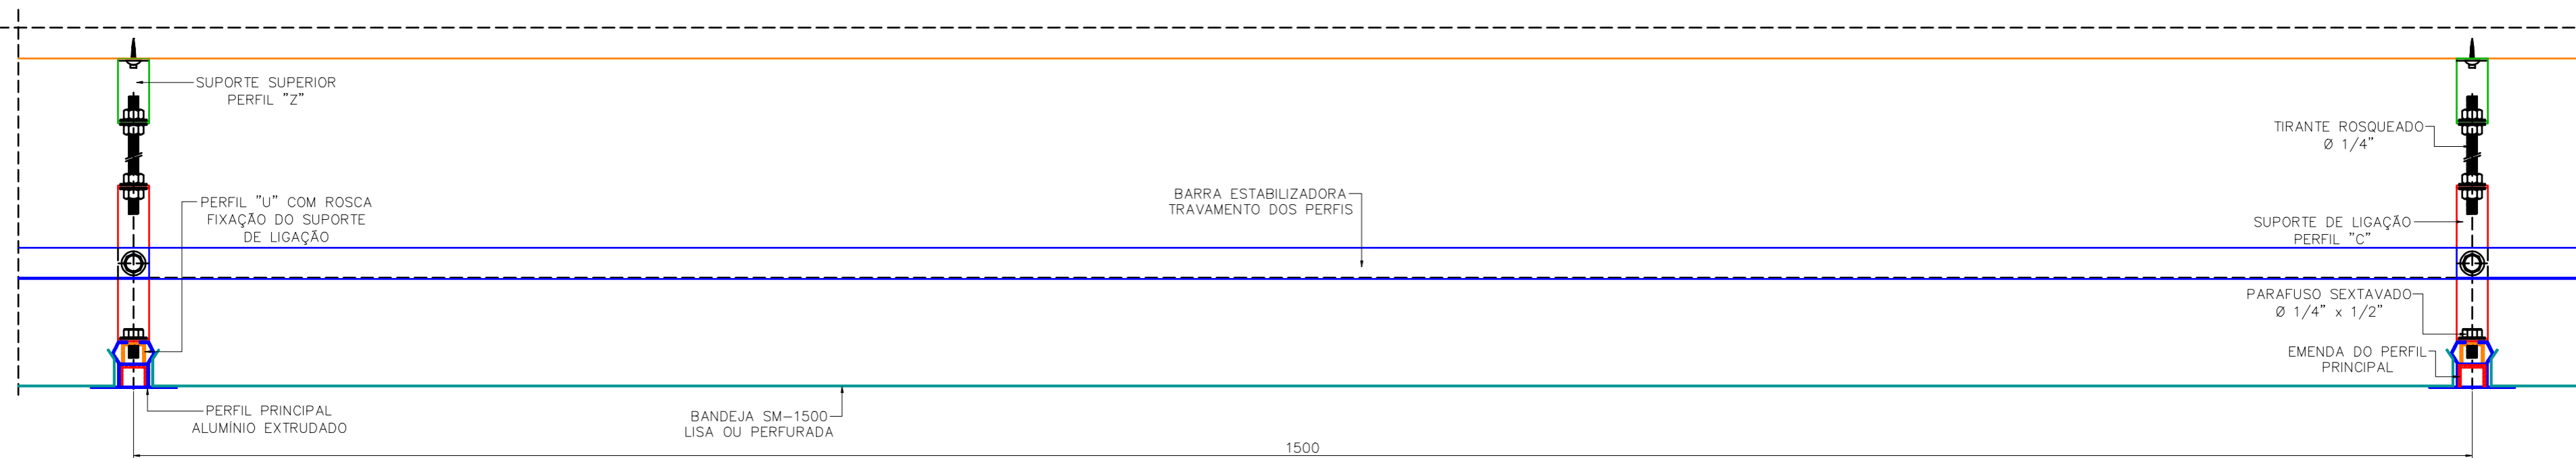 SUPORTE SUPERIOR
PERFIL "Z"
TIRANTE ROSQUEADO
Ø 1/4"
PERFIL "U" COM ROSCA
FIXAÇÃO DO SUPORTE
DE LIGAÇÃO
BARRA ESTABILIZADORA
TRAVAMENTO DOS PERFIS
SUPORTE DE LIGAÇÃO
PERFIL "C"
PARAFUSO SEXTAVADO
Ø 1/4" x 1/2"
EMENDA DO PERFIL
PRINCIPAL
PERFIL PRINCIPAL
ALUMÍNIO EXTRUDADO
BANDEJA SM-1500
LISA OU PERFURADA
1500